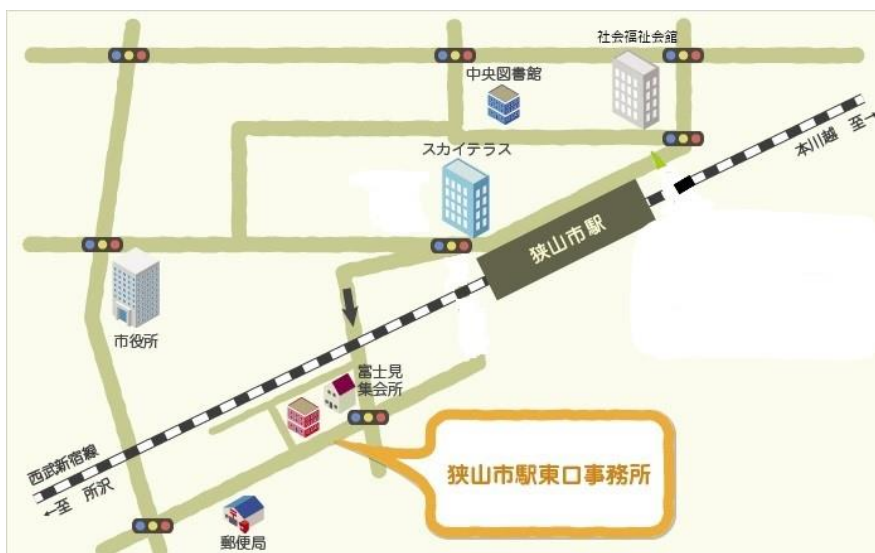 社会福祉会館
中央図書館
スカイテラス
本川越 至→
狭山市駅
市役所
富士見
集会所
西武新宿線
←至 所沢
狭山市駅東口事務所
郵便局